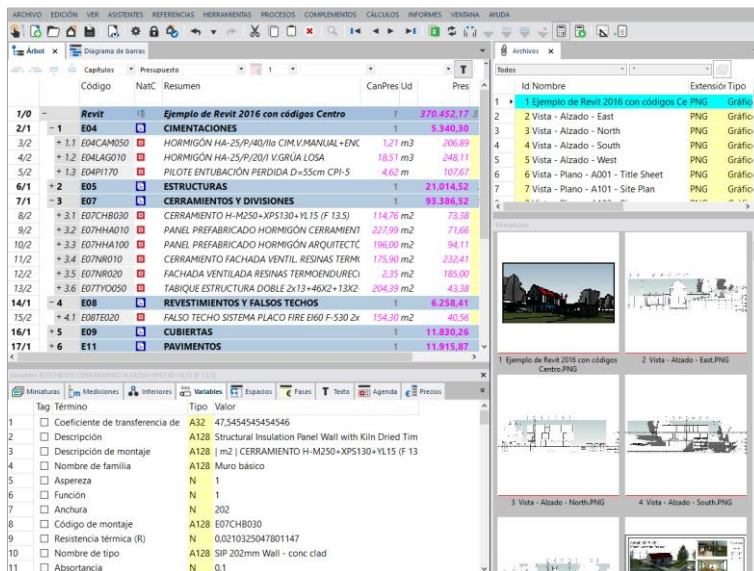 ARCHIVO EDICIÓN VER ASISTENTES REFERENCIAS HERRAMIENTAS PROCESOS COMPLEMENTOS CÁLCULOS INFORMES VENTANA AYUDA
Árbol x Diagrama de barras
Capítulos Presupuesto 1 T
Código NatC Resumen CanPres Ud Pres
1/0 - Revit Ejemplo de Revit 2016 con códigos Centro 1 370.452,17
2/1 - 1 E04 CIMENTACIONES 1 5.340,30
3/2 + 1.1 E04CAM050 HORMIGÓN HA-25/P/40/IIa CIM.V.MANUAL+ENC 1,21 m3 206,89
4/2 + 1.2 E04LAG010 HORMIGÓN HA-25/P/20/I V.GRÚA LOSA 18,51 m3 248,11
5/2 + 1.3 E04PI170 PILOTE ENTUBACIÓN PERDIDA D=55cm CPI-5 4,62 m 107,67
6/1 + 2 E05 ESTRUCTURAS 1 21.014,52
7/1 - 3 E07 CERRAMIENTOS Y DIVISIONES 1 93.386,52
8/2 + 3.1 E07CHB030 CERRAMIENTO H-M250+XPS130+YL15 (F 13.5) 114,76 m2 73,38
9/2 + 3.2 E07HHA010 PANEL PREFABRICADO HORMIGÓN CERRAMIENT 227,99 m2 71,66
10/2 + 3.3 E07HHA100 PANEL PREFABRICADO HORMIGÓN ARQUITECTÓ 196,00 m2 94,11
11/2 + 3.4 E07NR010 CERRAMIENTO FACHADA VENTIL. RESINAS TERM 175,90 m2 232,41
12/2 + 3.5 E07NR020 FACHADA VENTILADA RESINAS TERMOENDURECI 2,35 m2 185,00
13/2 + 3.6 E07TYO050 TABIQUE ESTRUCTURA DOBLE 2x13+46X2+13X2- 204,39 m2 43,38
14/1 - 4 E08 REVESTIMIENTOS Y FALSOS TECHOS 1 6.258,41
15/2 + 4.1 E08TE020 FALSO TECHO SISTEMA PLACO FIRE EI60 F-530 2x 154,30 m2 40,56
16/1 + 5 E09 CUBIERTAS 1 11.830,26
17/1 + 6 E11 PAVIMENTOS 1 11.915,87
Variables E07CHB030 CERRAMIENTO H-M250+XPS130+YL15 (F 13.5) x
Miniaturas Mediciones Inferiores Variables Espacios Fases T Texto Agenda Precios
Tag Término Tipo Valor
1 Coeficiente de transferencia de A32 47,5454545454546
2 Descripción A128 Structural Insulation Panel Wall with Kiln Dried Tim
3 Descripción de montaje A128 | m2 | CERRAMIENTO H-M250+XPS130+YL15 (F 13
4 Nombre de familia A128 Muro básico
5 Aspereza N 1
6 Función N 1
7 Anchura N 202
8 Código de montaje A128 E07CHB030
9 Resistencia térmica (R) N 0,0210325047801147
10 Nombre de tipo A128 SIP 202mm Wall - conc clad
11 Absortancia N 0.1
Archivos x
Todos *
Id Nombre Extensión Tipo
1 1 Ejemplo de Revit 2016 con códigos Ce PNG Gráfico
2 2 Vista - Alzado - East PNG Gráfico
3 3 Vista - Alzado - North PNG Gráfico
4 4 Vista - Alzado - South PNG Gráfico
5 5 Vista - Alzado - West PNG Gráfico
6 6 Vista - Plano - A001 - Title Sheet PNG Gráfico
7 7 Vista - Plano - A101 - Site Plan PNG Gráfico
Miniaturas
1 Ejemplo de Revit 2016 con códigos Centro.PNG
2 Vista - Alzado - East.PNG
3 Vista - Alzado - North.PNG
4 Vista - Alzado - South.PNG